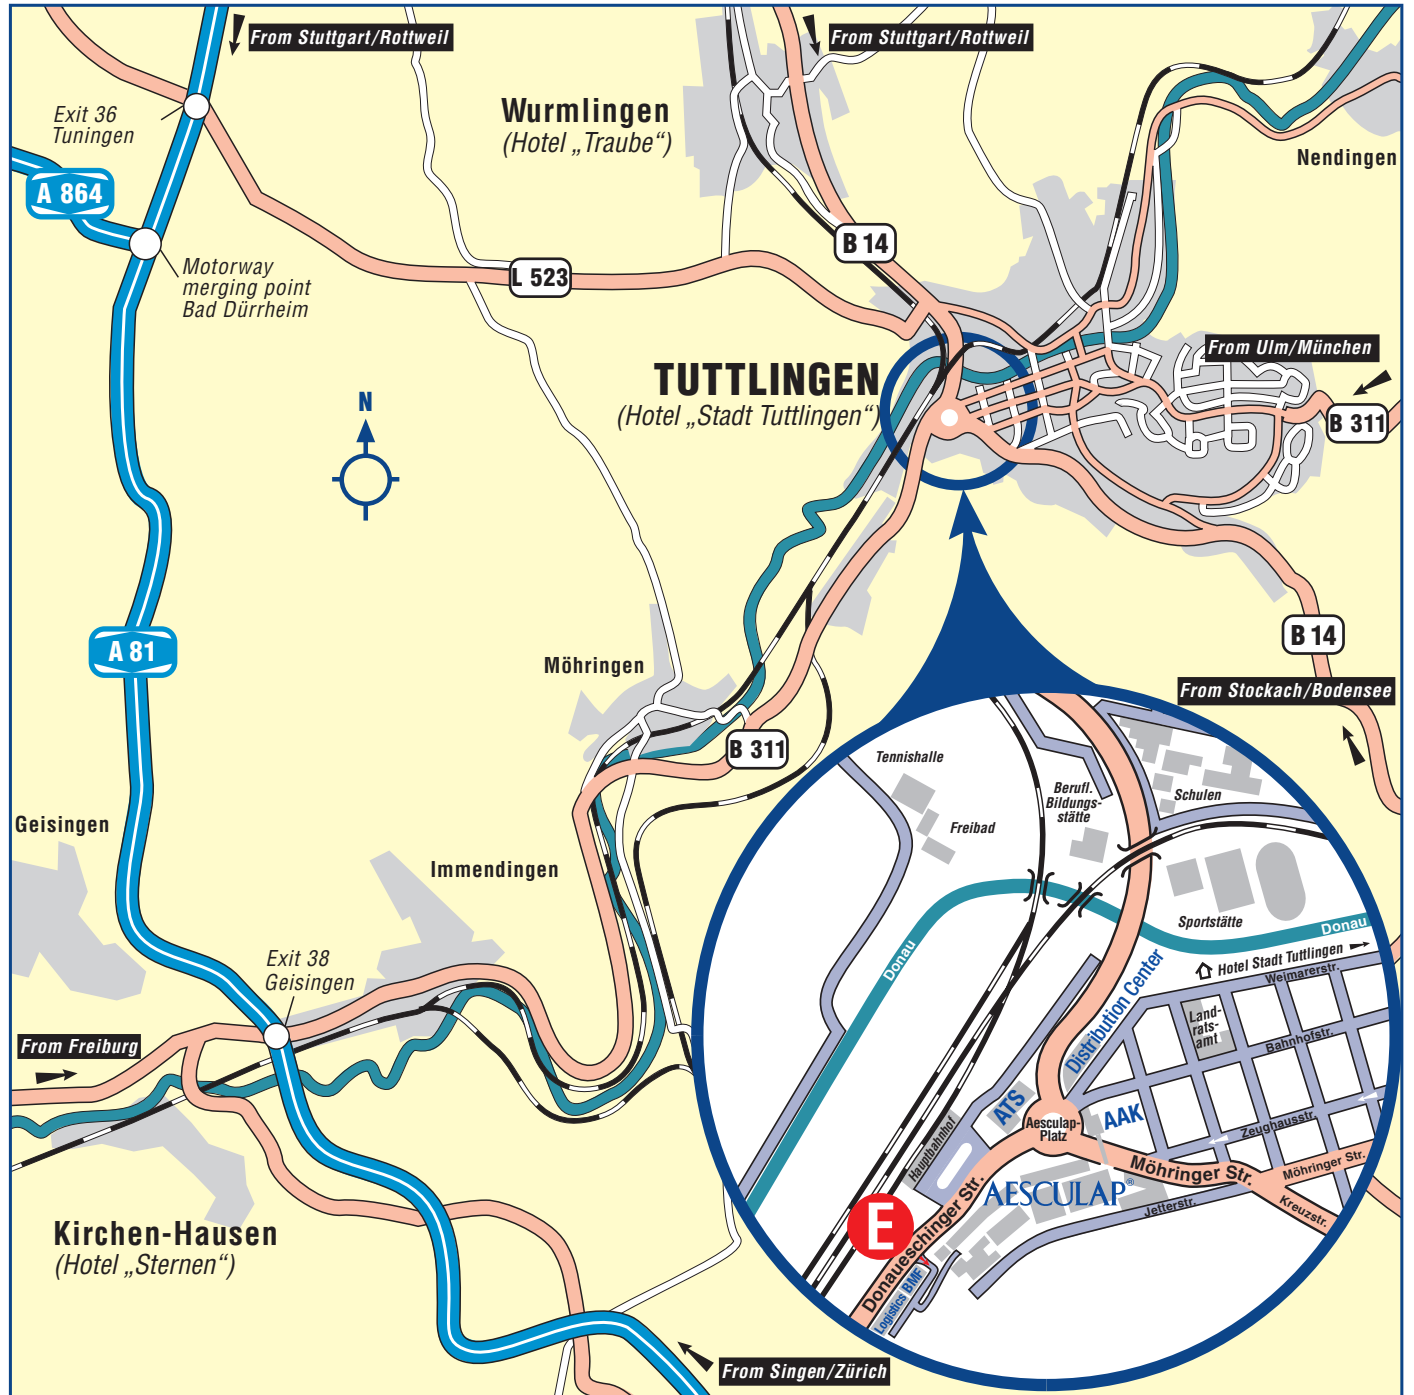 From Stuttgart/Rottweil
From Stuttgart/Rottweil
Exit 36
Tuningen
Wurmlingen
(Hotel „Traube“)
Nendingen
A 864
Motorway
merging point
Bad Dürrheim
B 14
L 523
From Ulm/München
TUTTLINGEN
(Hotel „Stadt Tuttlingen“)
B 311
N
A 81
Möhringen
B 14
From Stockach/Bodensee
B 311
Geisingen
Immendingen
Exit 38
Geisingen
From Freiburg
Kirchen-Hausen
(Hotel „Sternen“)
From Singen/Zürich
Tennishalle
Freibad
Berufl.
Bildungs-
stätte
Schulen
Sportstätte
Donau
Donau
Hotel Stadt Tuttlingen
Weimarerstr.
Distribution Center
Land-
rats-
amt
Bahnhofstr.
ATS
Aesculap-
Platz
AAK
Zeughausstr.
Hauptbahnhof
Möhringer Str.
Möhringer Str.
AESCULAP®
Jetterstr.
Kreuzstr.
E
Donaueschinger Str.
Logistics BMF